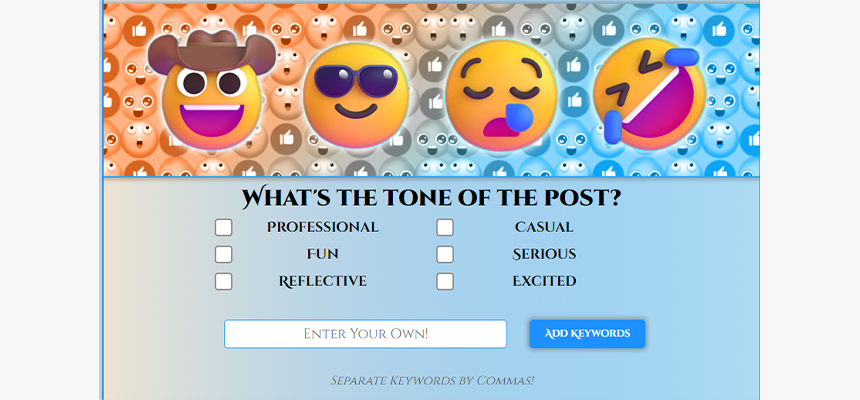 What's the tone of the post?
Professional Casual
Fun Serious
Reflective Excited
Enter Your Own! Add Keywords
Separate Keywords by Commas!